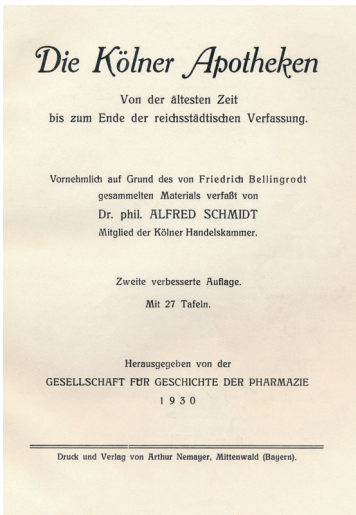 Die Kölner Apotheken
Von der ältesten Zeit
bis zum Ende der reichsstädtischen Verfassung.
Vornehmlich auf Grund des von Friedrich Bellingrodt
gesammelten Materials verfaßt von
Dr. phil. ALFRED SCHMIDT
Mitglied der Kölner Handelskammer.
Zweite verbesserte Auflage.
Mit 27 Tafeln.
Herausgegeben von der
GESELLSCHAFT FÜR GESCHICHTE DER PHARMAZIE
1930
Druck und Verlag von Arthur Nemayer, Mittenwald (Bayern).